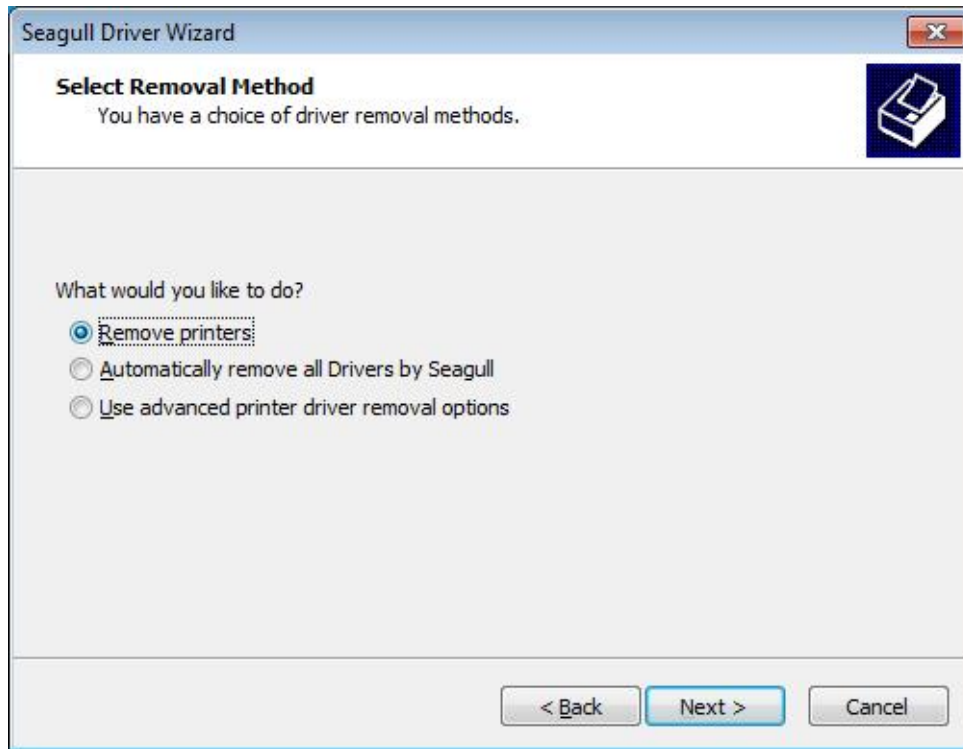 Seagull Driver Wizard
Select Removal Method
You have a choice of driver removal methods.
What would you like to do?
Remove printers
Automatically remove all Drivers by Seagull
Use advanced printer driver removal options
< Back
Next >
Cancel